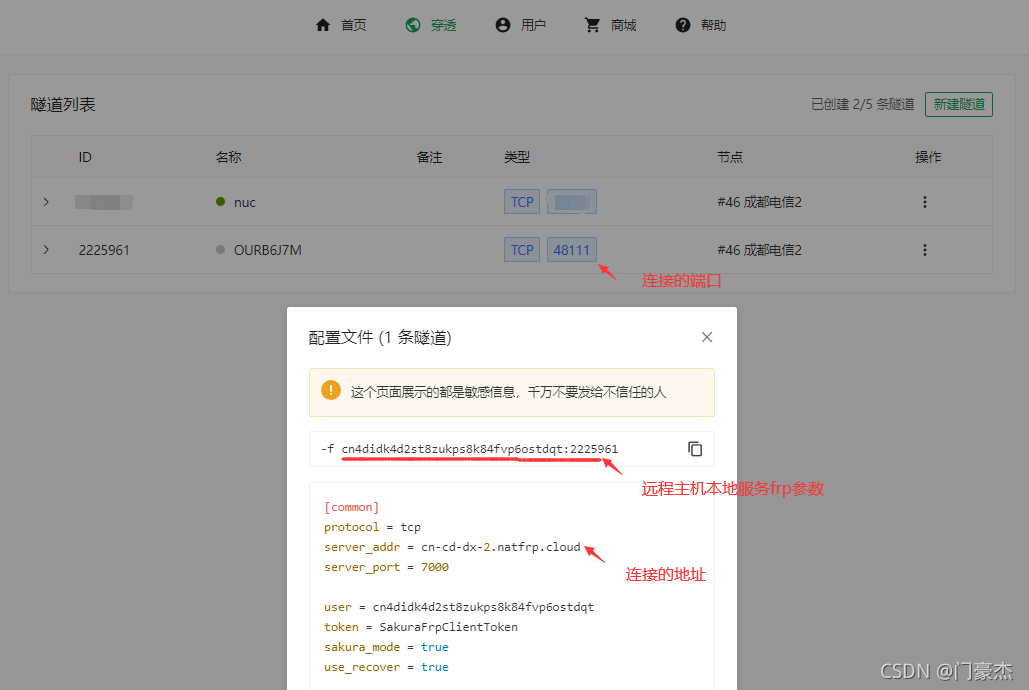 首页 穿透 用户 商城 帮助
隧道列表 已创建 2/5 条隧道 新建隧道
ID 名称 备注 类型 节点 操作
nuc TCP #46 成都电信2
2225961 OURB6J7M TCP 48111 #46 成都电信2
连接的端口
配置文件 (1 条隧道)
这个页面展示的都是敏感信息，千万不要发给不信任的人
-f cn4didk4d2st8zukps8k84fvp6ostdqt:2225961
远程主机本地服务frp参数
[common]
protocol = tcp
server_addr = cn-cd-dx-2.natfrp.cloud
连接的地址
server_port = 7000
user = cn4didk4d2st8zukps8k84fvp6ostdqt
token = SakuraFrpClientToken
sakura_mode = true
use_recover = true
CSDN @门豪杰